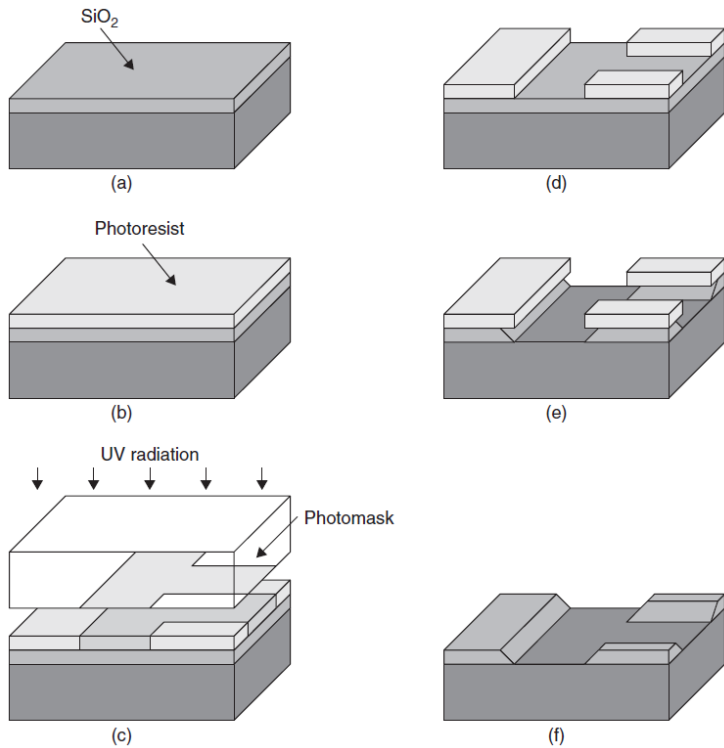 SiO₂
(a)
Photoresist
(b)
UV radiation
Photomask
(c)
(d)
(e)
(f)